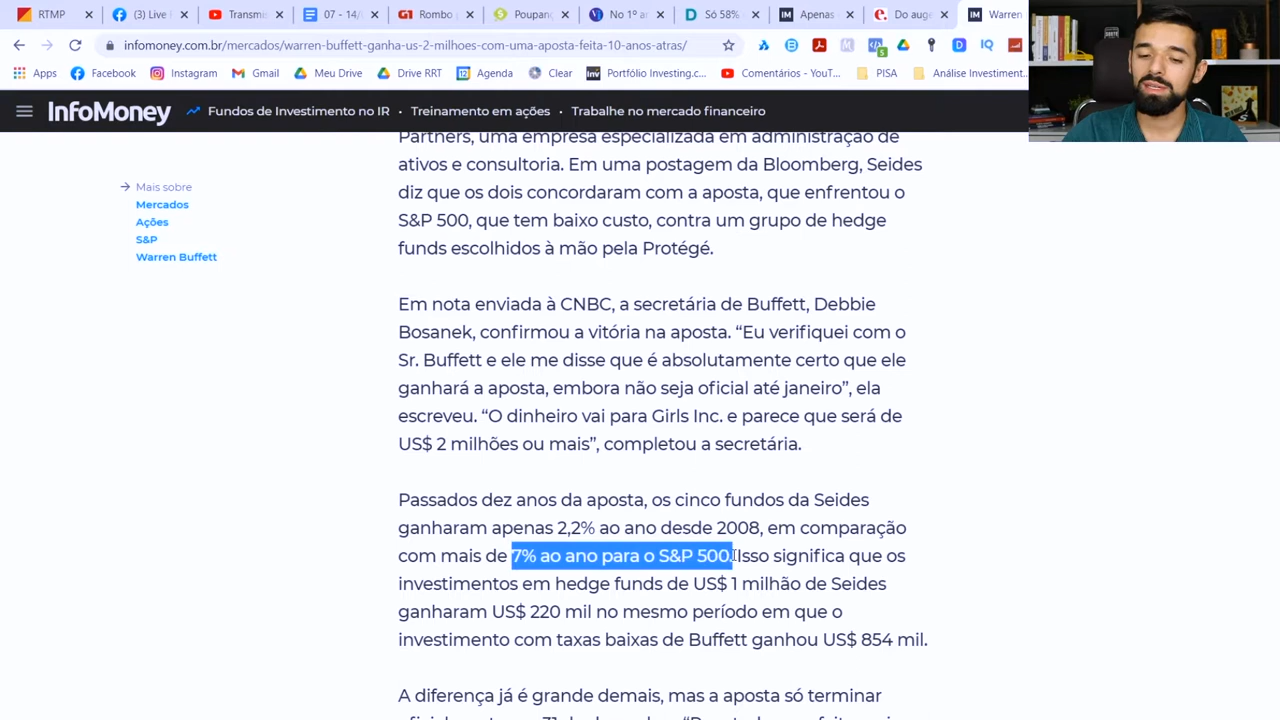 RTMP
(3) Live F
Transmis
07 - 14/0
Rombo p
Poupanç
No 1º an
Só 58%
Apenas
Do auge
Warren
infomoney.com.br/mercados/warren-buffett-ganha-us-2-milhoes-com-uma-aposta-feita-10-anos-atras/
5
Apps
Facebook
Instagram
Gmail
Meu Drive
Drive RRT
Agenda
Clear
Portfólio Investing.c...
Comentários - YouT...
PISA
Análise Investiment...
InfoMoney
Fundos de Investimento no IR • Treinamento em ações • Trabalhe no mercado financeiro
Mais sobre
Mercados
Ações
S&P
Warren Buffett
Partners, uma empresa especializada em administração de
ativos e consultoria. Em uma postagem da Bloomberg, Seides
diz que os dois concordaram com a aposta, que enfrentou o
S&P 500, que tem baixo custo, contra um grupo de hedge
funds escolhidos à mão pela Protégé.
Em nota enviada à CNBC, a secretária de Buffett, Debbie
Bosanek, confirmou a vitória na aposta. “Eu verifiquei com o
Sr. Buffett e ele me disse que é absolutamente certo que ele
ganhará a aposta, embora não seja oficial até janeiro”, ela
escreveu. “O dinheiro vai para Girls Inc. e parece que será de
US$ 2 milhões ou mais”, completou a secretária.
Passados dez anos da aposta, os cinco fundos da Seides
ganharam apenas 2,2% ao ano desde 2008, em comparação
com mais de 7% ao ano para o S&P 500. Isso significa que os
investimentos em hedge funds de US$ 1 milhão de Seides
ganharam US$ 220 mil no mesmo período em que o
investimento com taxas baixas de Buffett ganhou US$ 854 mil.
A diferença já é grande demais, mas a aposta só terminar